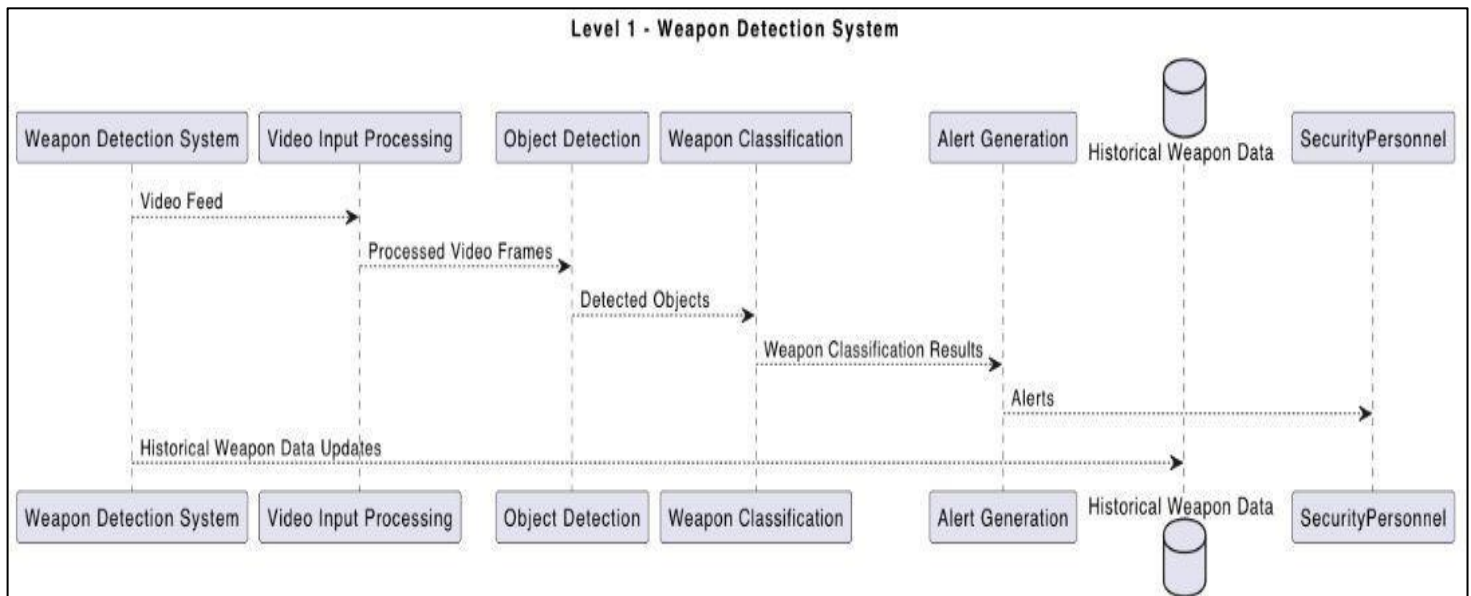 Level 1 - Weapon Detection System
Weapon Detection System
Video Input Processing
Object Detection
Weapon Classification
Alert Generation
Historical Weapon Data
SecurityPersonnel
Video Feed
Processed Video Frames
Detected Objects
Weapon Classification Results
Alerts
Historical Weapon Data Updates
Weapon Detection System
Video Input Processing
Object Detection
Weapon Classification
Alert Generation
Historical Weapon Data
SecurityPersonnel